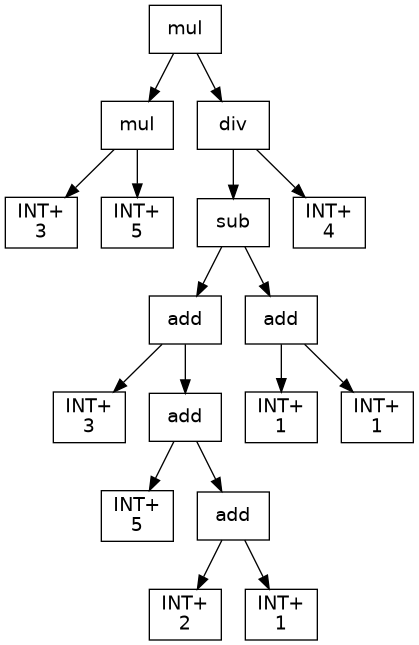 mul
mul
div
INT+
3
INT+
5
sub
INT+
4
add
add
INT+
3
add
INT+
1
INT+
1
INT+
5
add
INT+
2
INT+
1